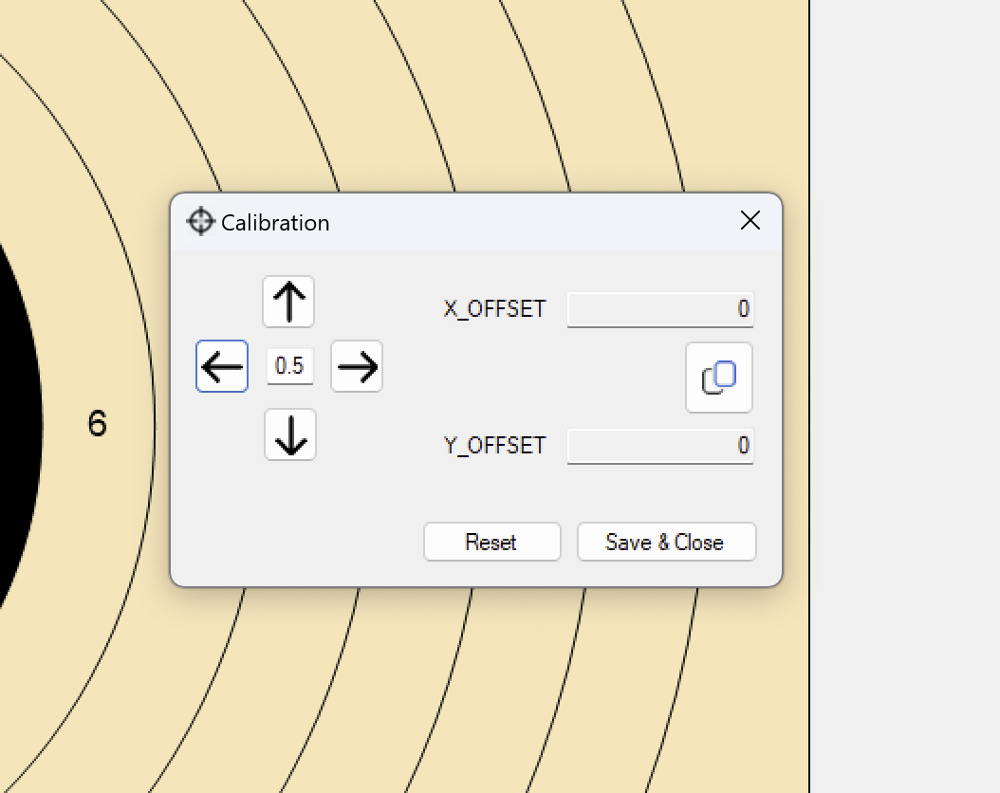 Calibration
X_OFFSET 0
0.5
6
Y_OFFSET 0
Reset Save & Close